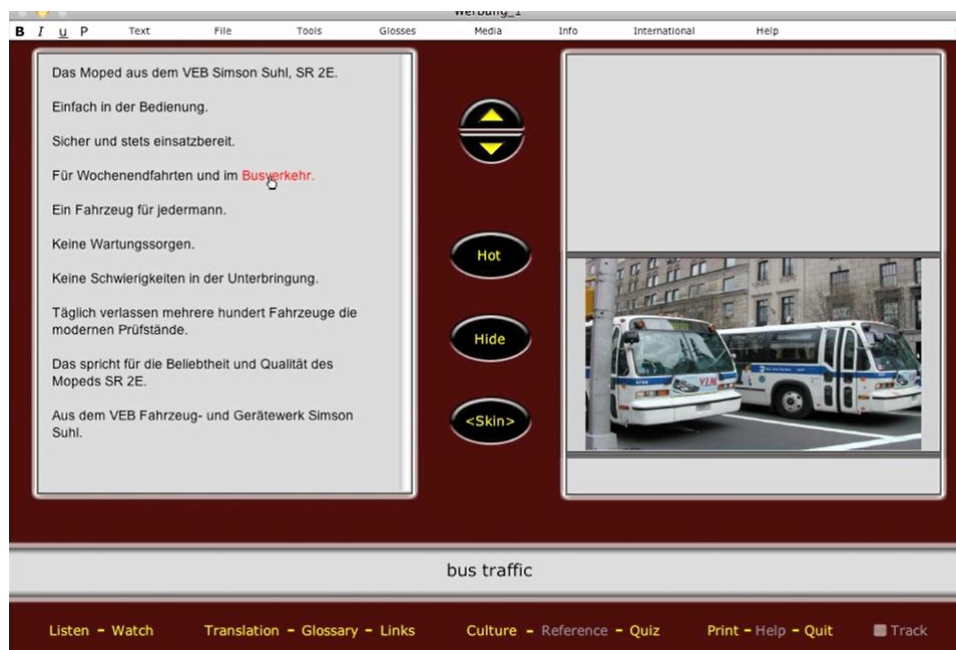 Werbung_1
B I u P Text File Tools Glosses Media Info International Help
Das Moped aus dem VEB Simson Suhl, SR 2E.
Einfach in der Bedienung.
Sicher und stets einsatzbereit.
Für Wochenendfahrten und im Busverkehr.
Ein Fahrzeug für jedermann.
Keine Wartungssorgen.
Keine Schwierigkeiten in der Unterbringung.
Täglich verlassen mehrere hundert Fahrzeuge die
modernen Prüfstände.
Das spricht für die Beliebtheit und Qualität des
Mopeds SR 2E.
Aus dem VEB Fahrzeug- und Gerätewerk Simson
Suhl.
Hot
Hide
<Skin>
bus traffic
Listen - Watch Translation - Glossary - Links Culture - Reference - Quiz Print - Help - Quit Track